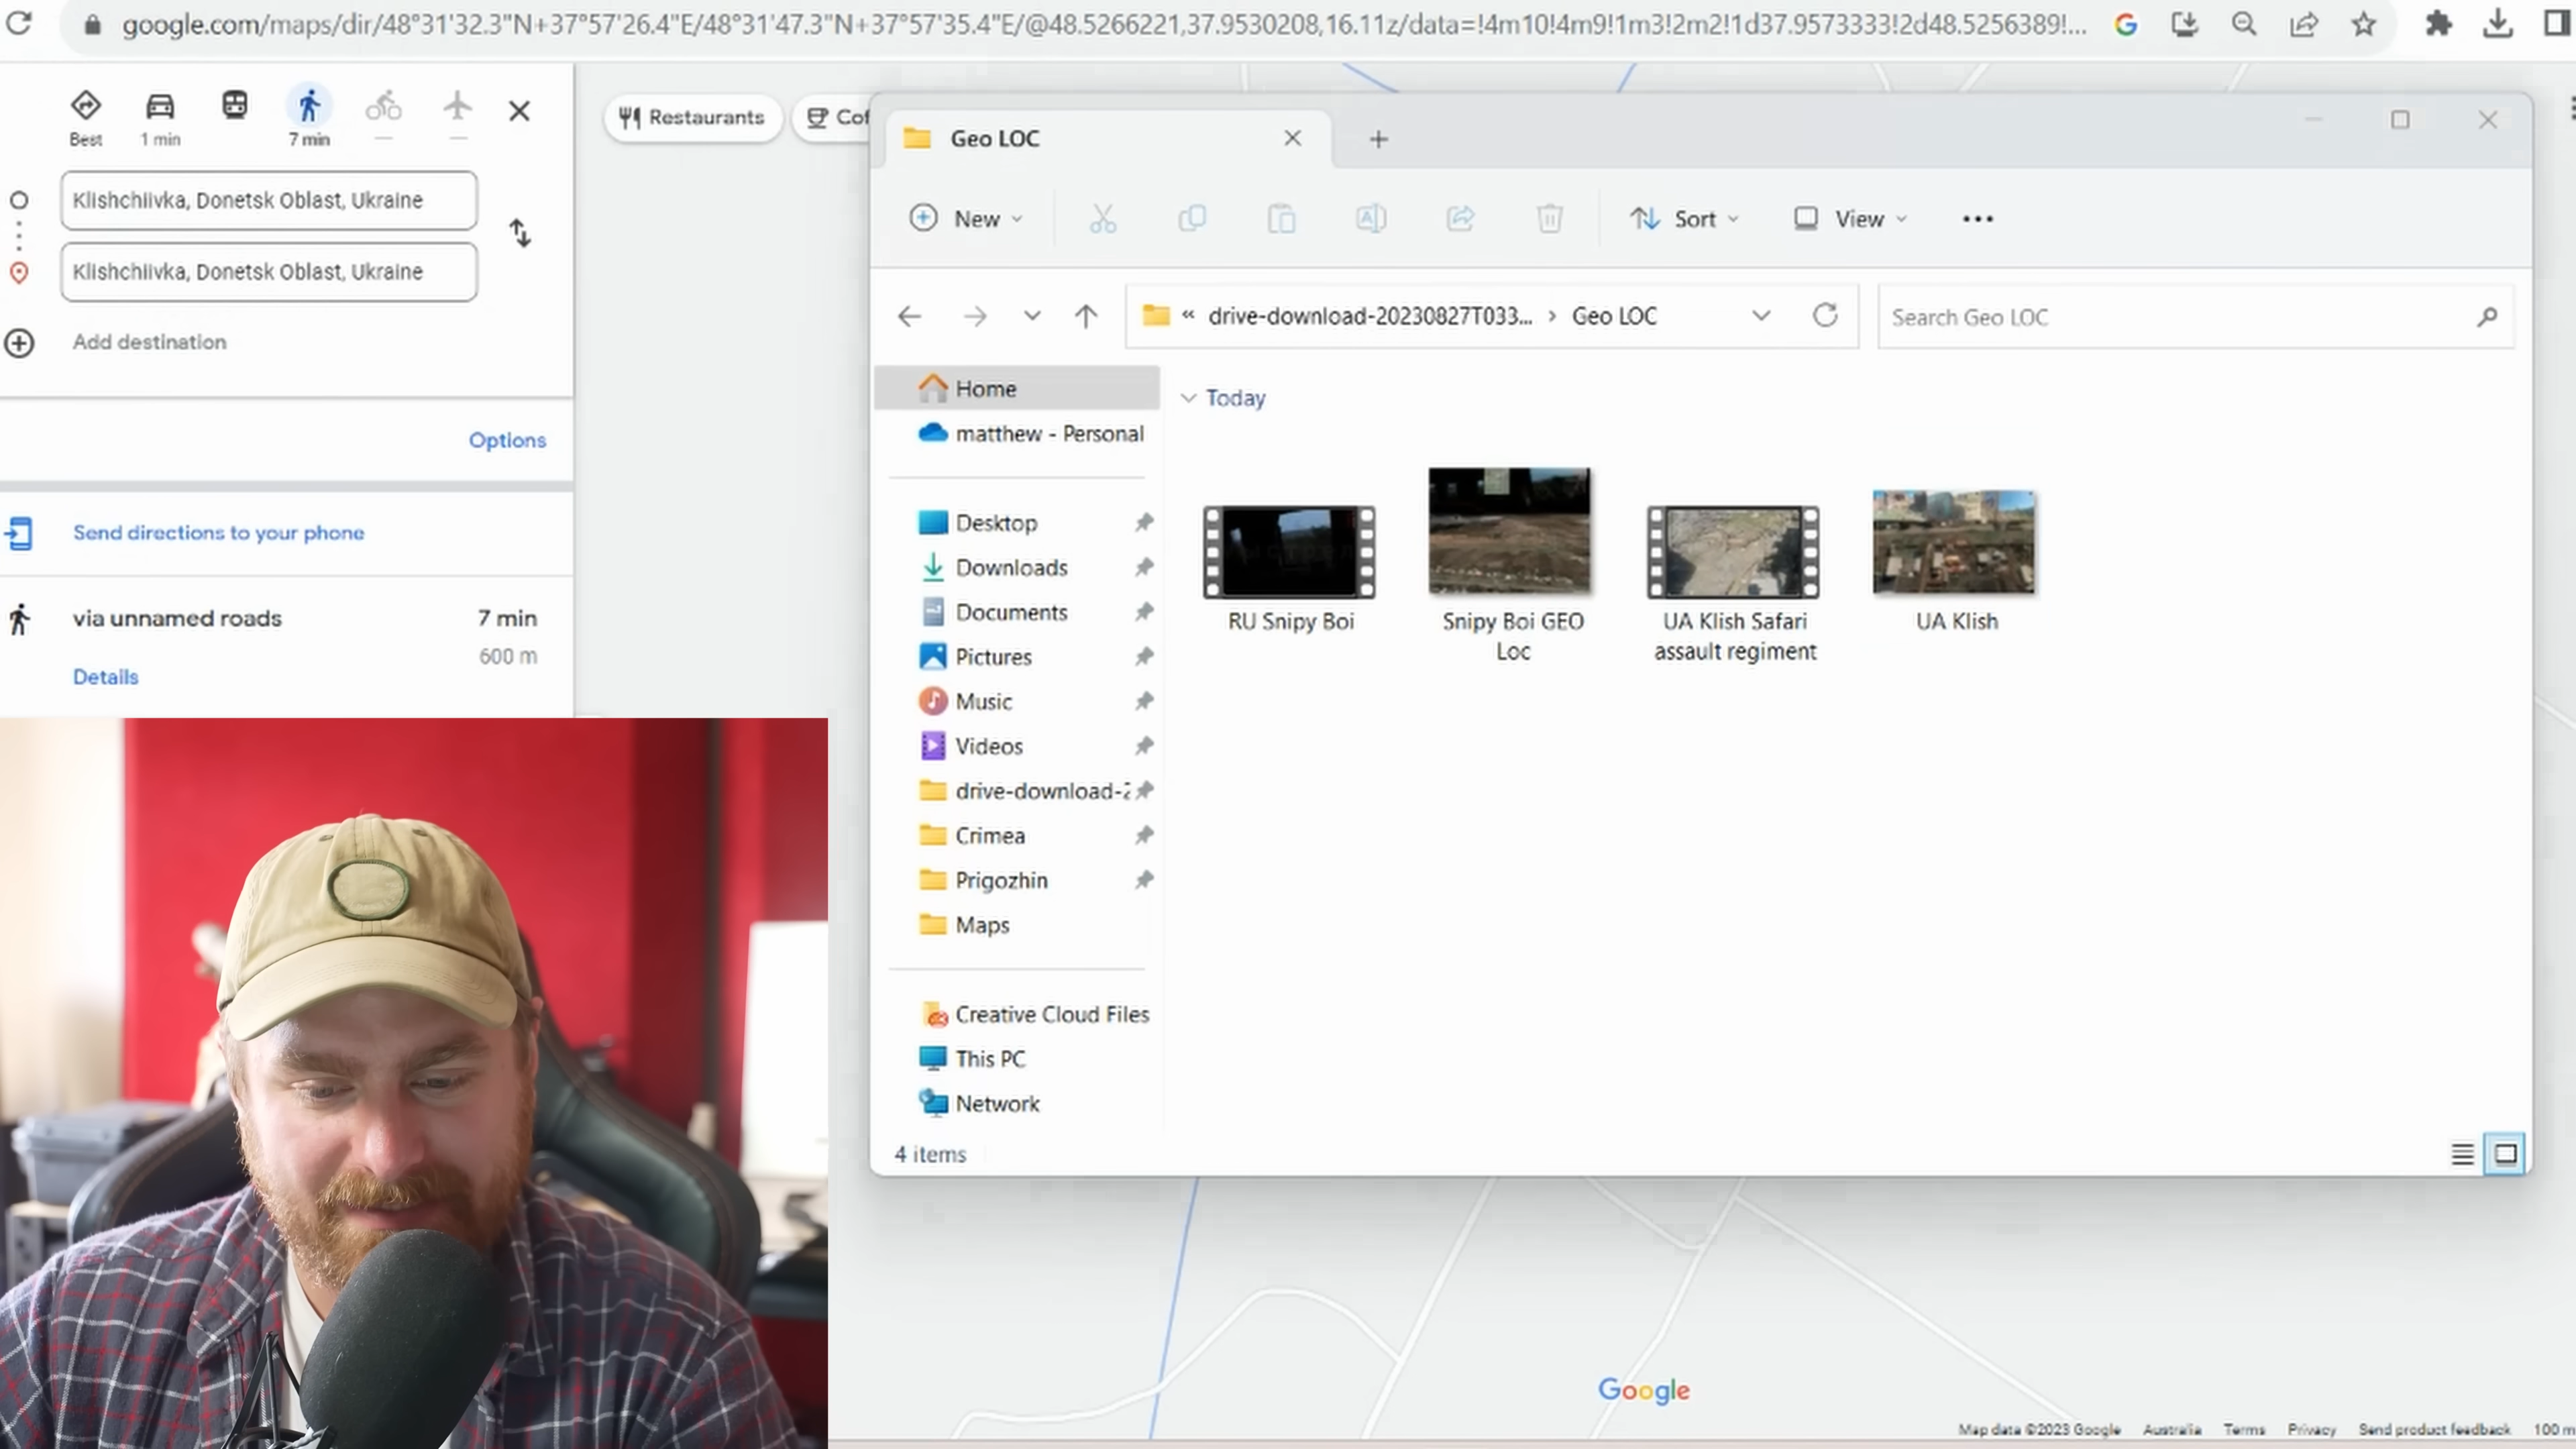 google.com/maps/dir/48°31'32.3"N+37°57'26.4"E/48°31'47.3"N+37°57'35.4"E/@48.5266221,37.9530208,16.11z/data=!4m10!4m9!1m3!2m2!1d37.9573333!2d48.5256389!...
Best
1 min
7 min
Klishchiivka, Donetsk Oblast, Ukraine
Klishchiivka, Donetsk Oblast, Ukraine
Add destination
Options
Send directions to your phone
via unnamed roads 7 min
600 m
Details
Restaurants
Cof
Geo LOC
New
Sort
View
« drive-download-20230827T033... › Geo LOC
Search Geo LOC
Home
matthew - Personal
Desktop
Downloads
Documents
Pictures
Music
Videos
drive-download-2
Crimea
Prigozhin
Maps
Creative Cloud Files
This PC
Network
Today
RU Snipy Boi
Snipy Boi GEO
Loc
UA Klish Safari
assault regiment
UA Klish
4 items
Google
Map data ©2023 Google Australia Terms Privacy Send product feedback 100 m